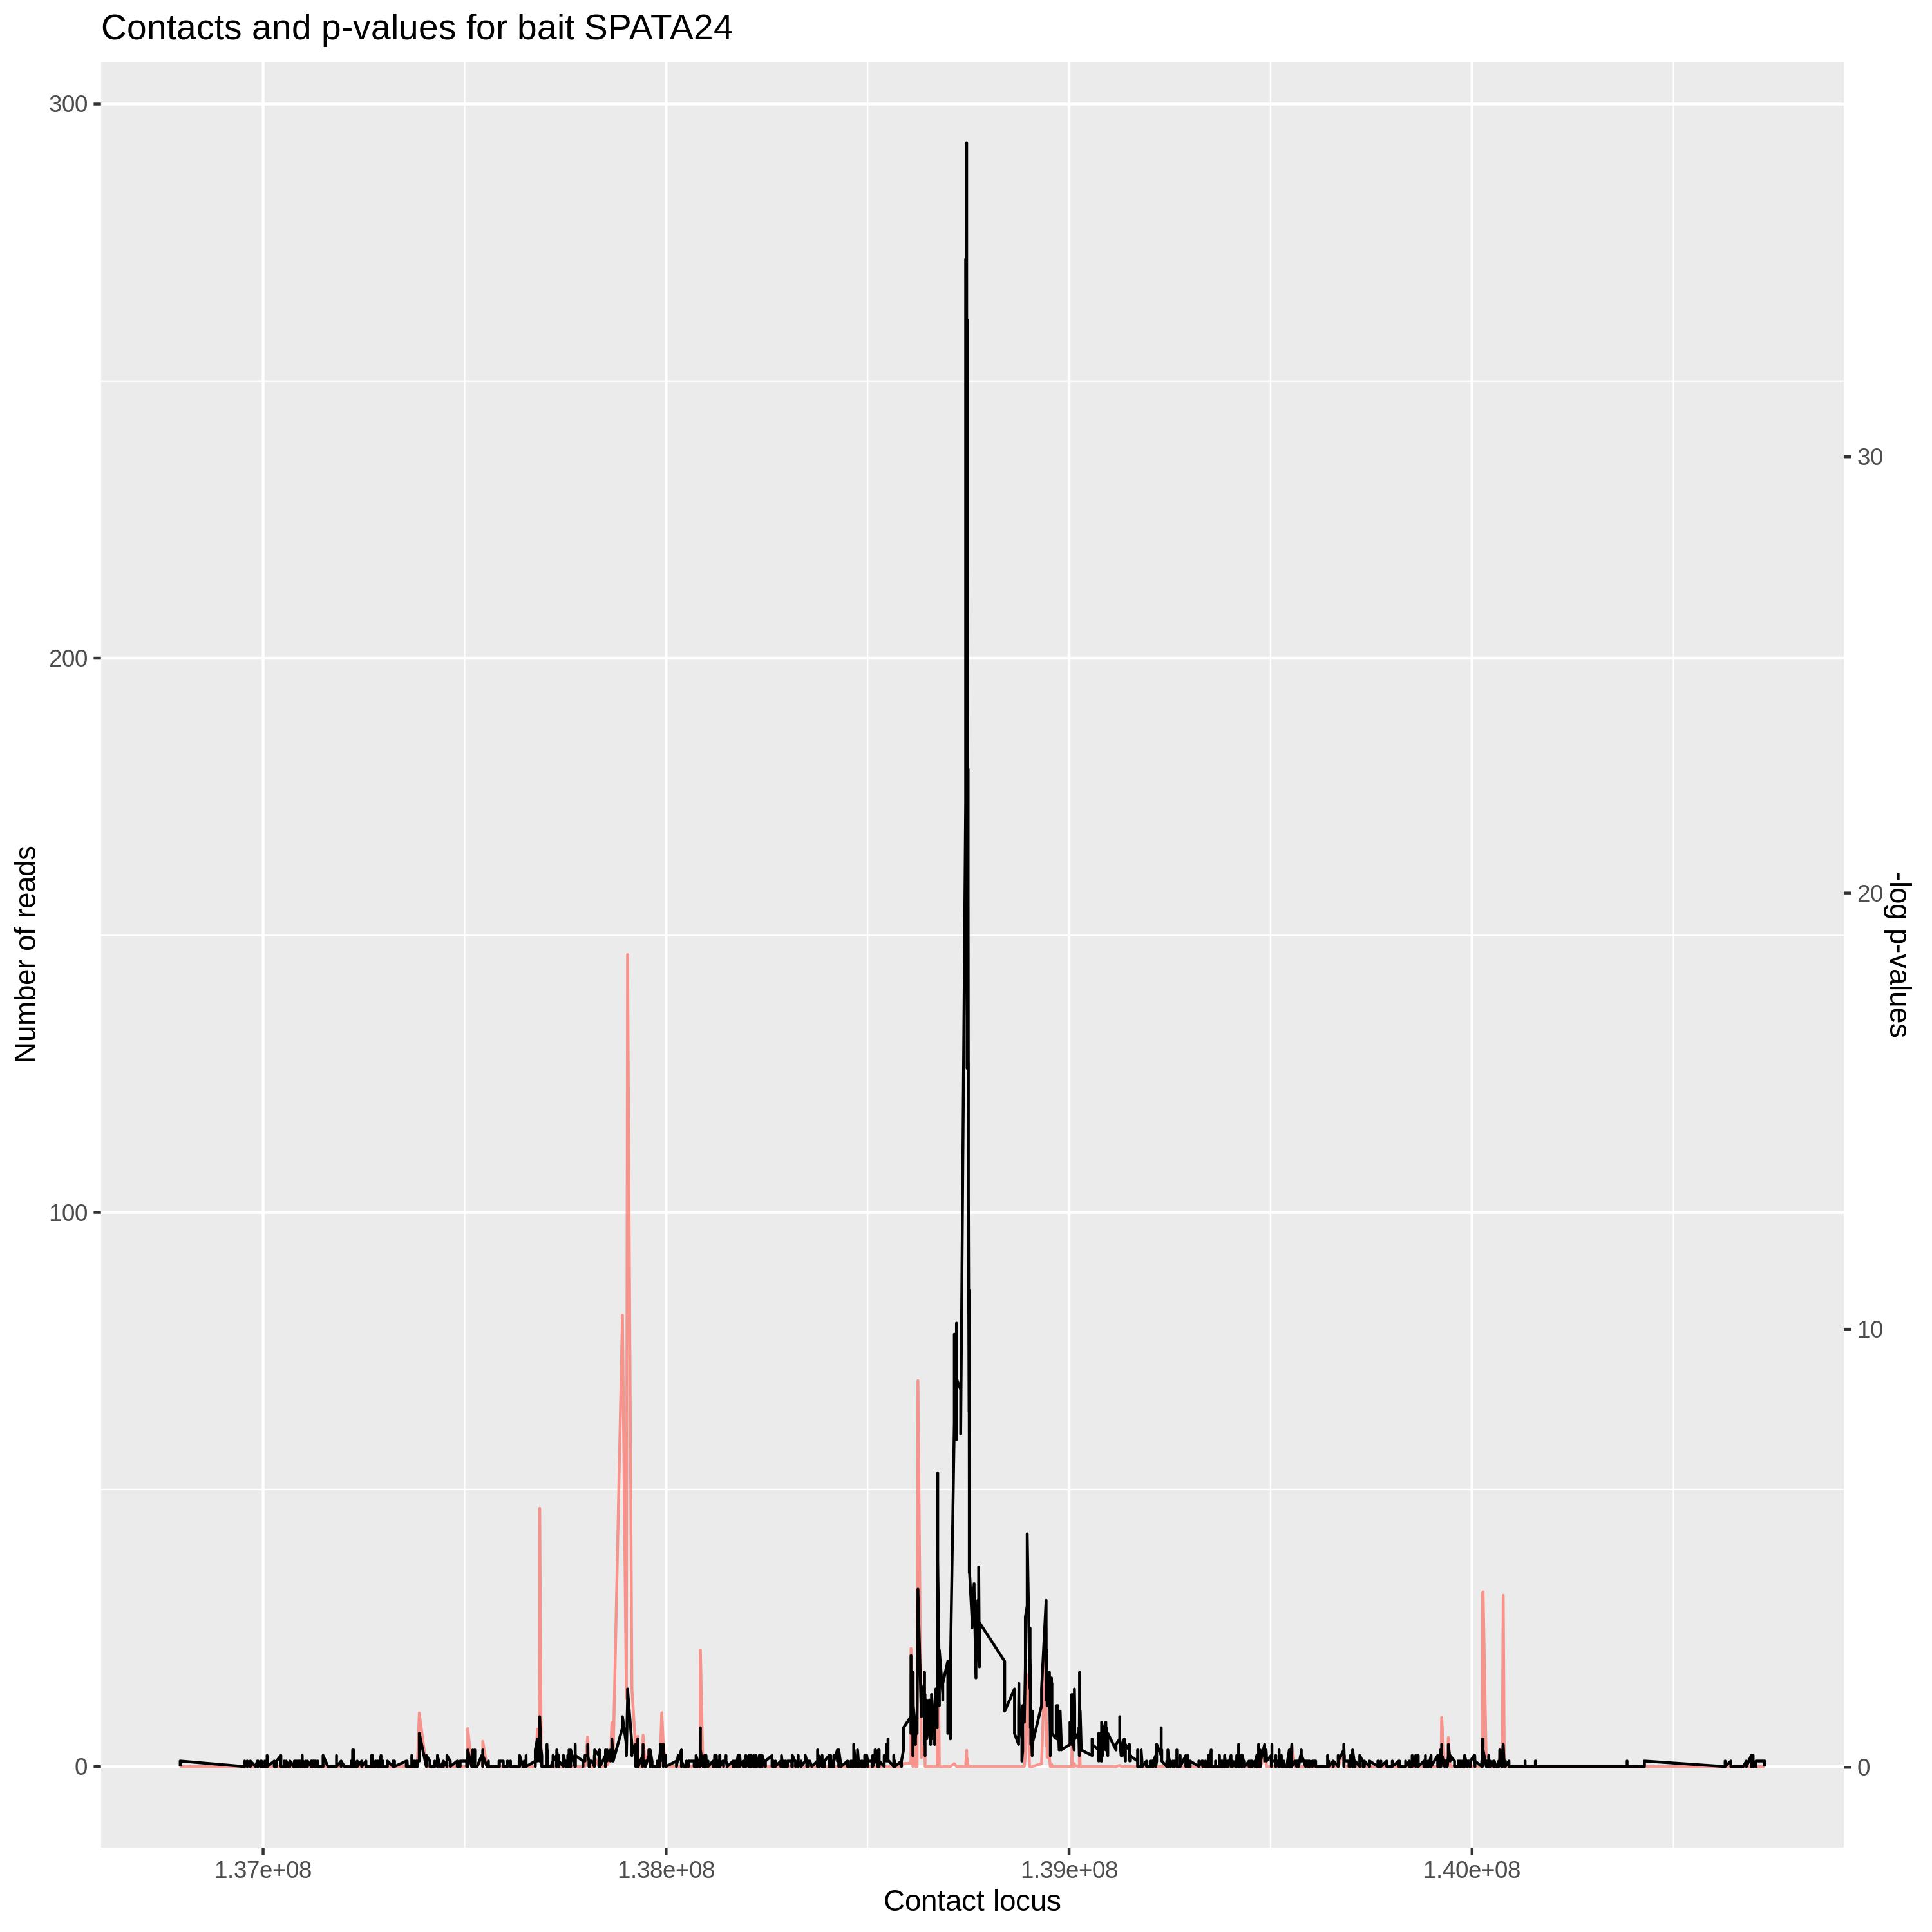 Contacts and p-values for bait SPATA24
300
200
100
0
Number of reads
30
20
10
0
-log p-values
1.37e+08
1.38e+08
1.39e+08
1.40e+08
Contact locus